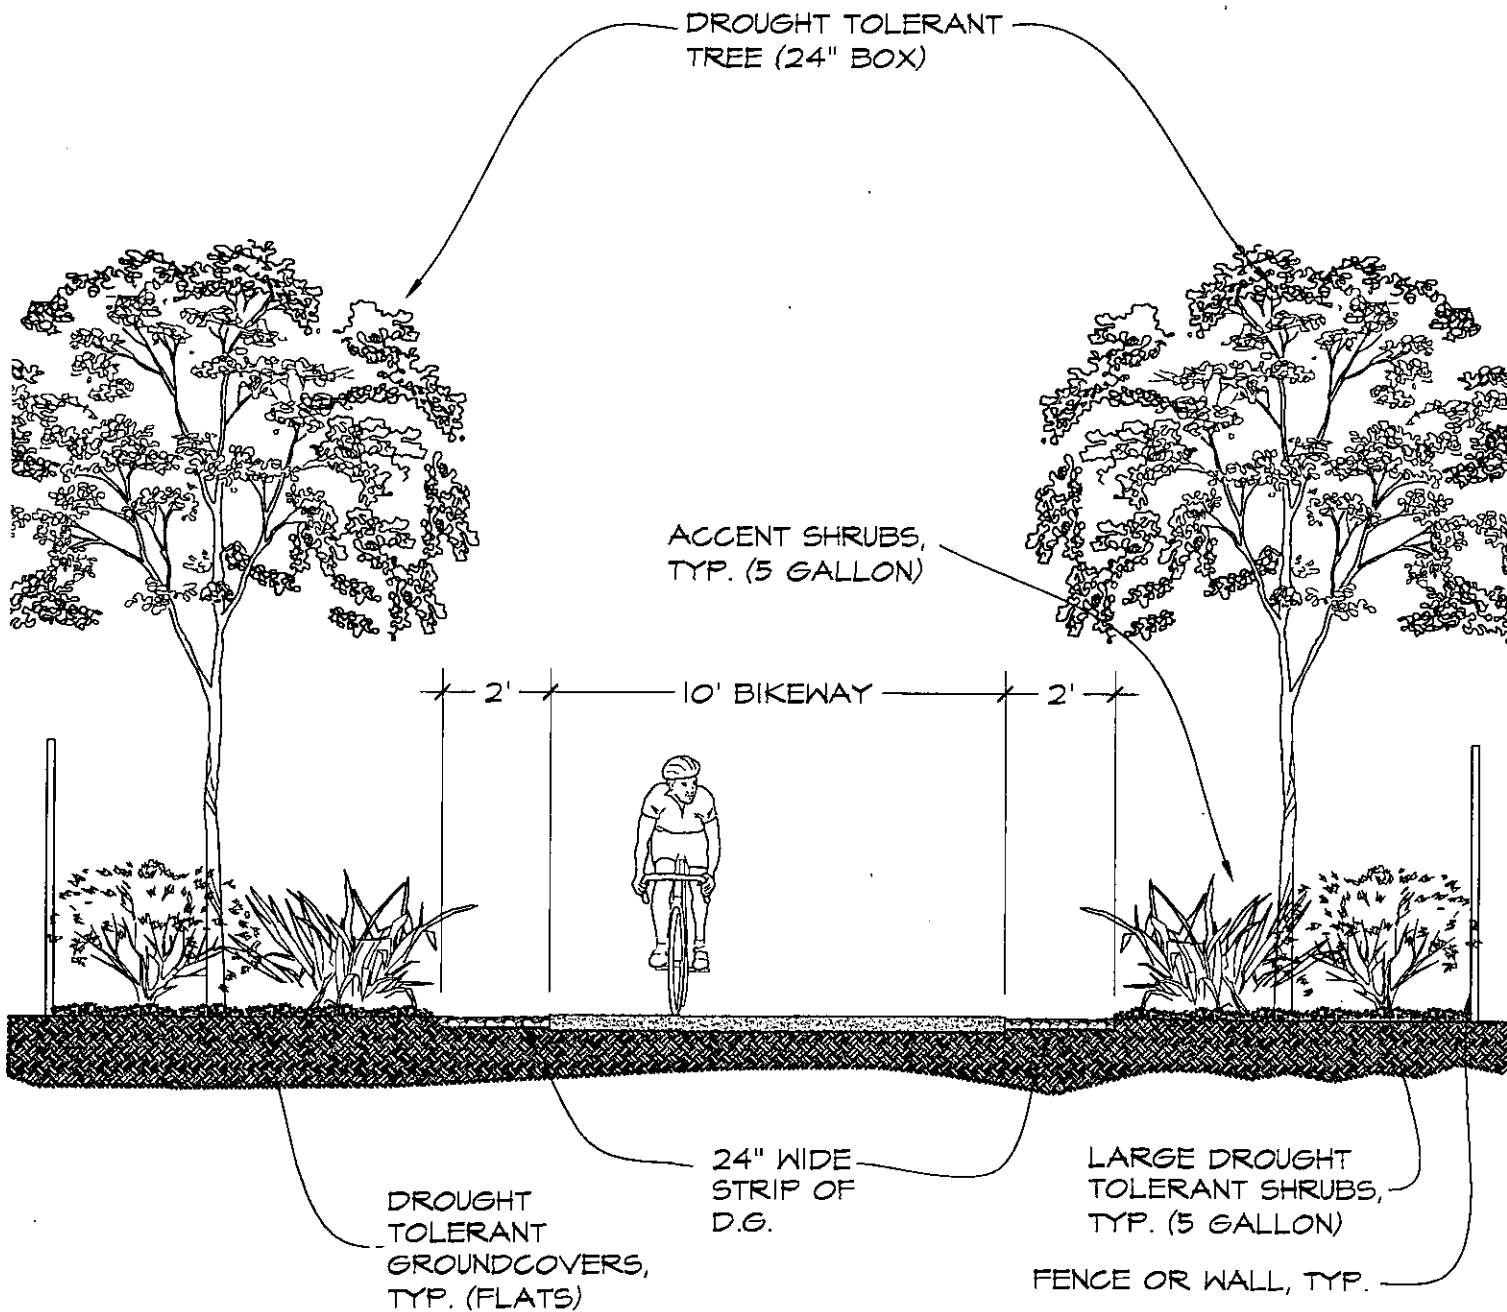 DROUGHT TOLERANT
TREE (24" BOX)
ACCENT SHRUBS,
TYP. (5 GALLON)
2'
10' BIKEWAY
2'
24" WIDE
STRIP OF
D.G.
LARGE DROUGHT
TOLERANT SHRUBS,
TYP. (5 GALLON)
DROUGHT
TOLERANT
GROUNDCOVERS,
TYP. (FLATS)
FENCE OR WALL, TYP.